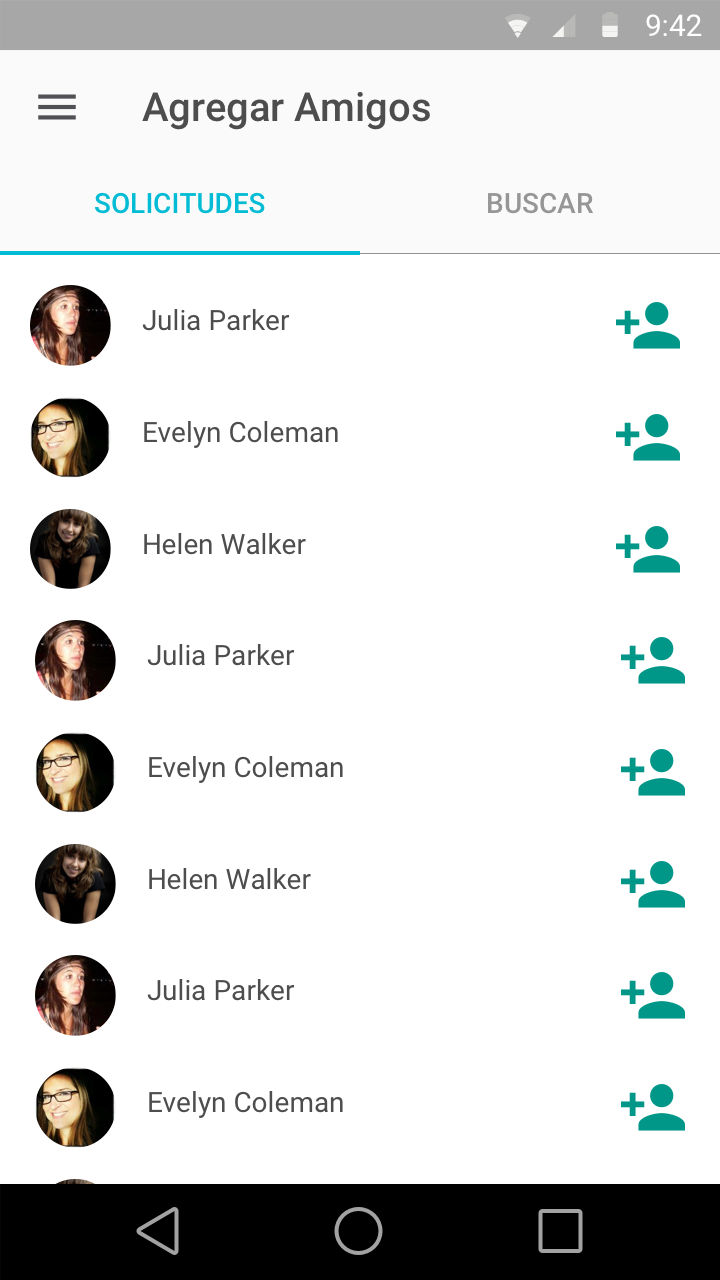 9:42
Agregar Amigos
SOLICITUDES
BUSCAR
Julia Parker
Evelyn Coleman
Helen Walker
Julia Parker
Evelyn Coleman
Helen Walker
Julia Parker
Evelyn Coleman